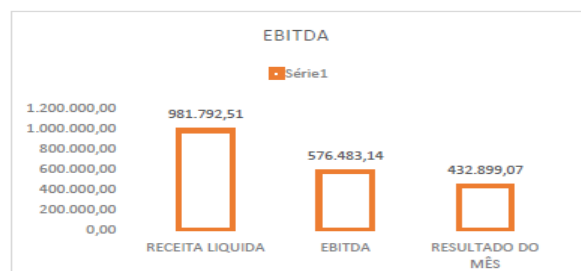 EBITDA
Série1
1.200.000,00
1.000.000,00
800.000,00
600.000,00
400.000,00
200.000,00
0,00
981.792,51
576.483,14
432.899,07
RECEITA LIQUIDA
EBITDA
RESULTADO DO
MÊS